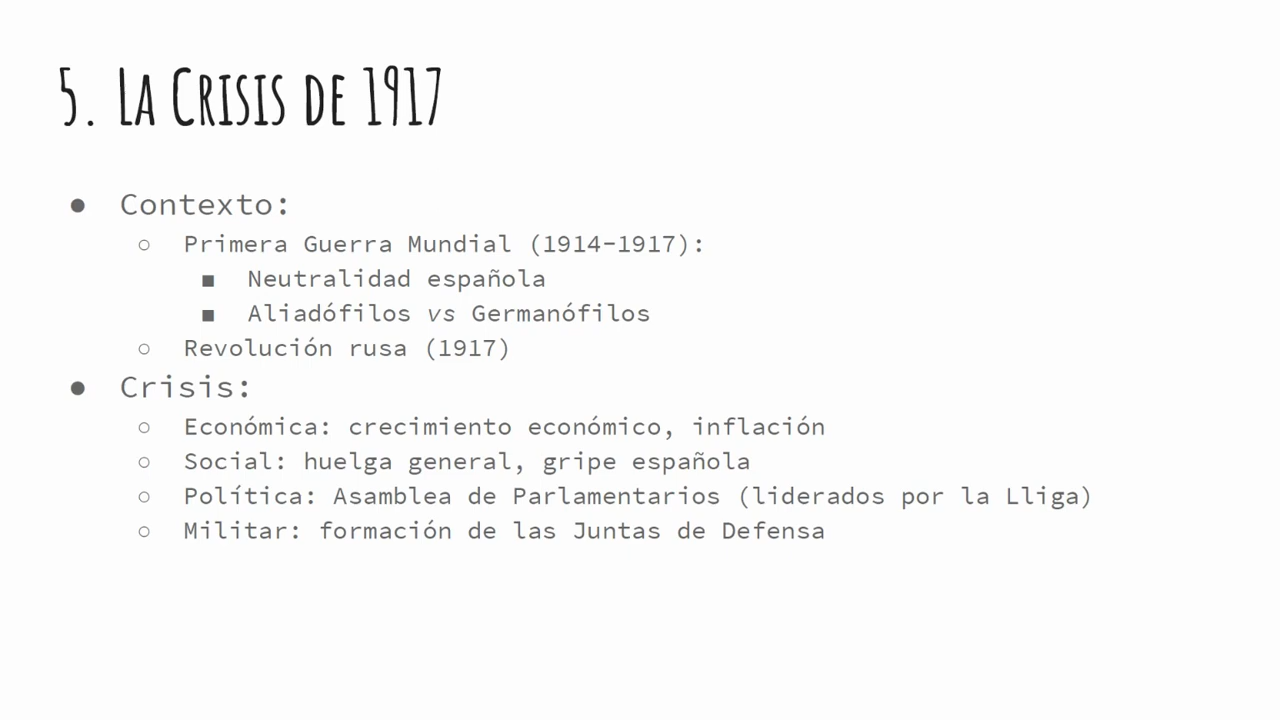 5. La Crisis de 1917
● Contexto:
○ Primera Guerra Mundial (1914-1917):
■ Neutralidad española
■ Aliadófilos vs Germanófilos
○ Revolución rusa (1917)
● Crisis:
○ Económica: crecimiento económico, inflación
○ Social: huelga general, gripe española
○ Política: Asamblea de Parlamentarios (liderados por la Lliga)
○ Militar: formación de las Juntas de Defensa